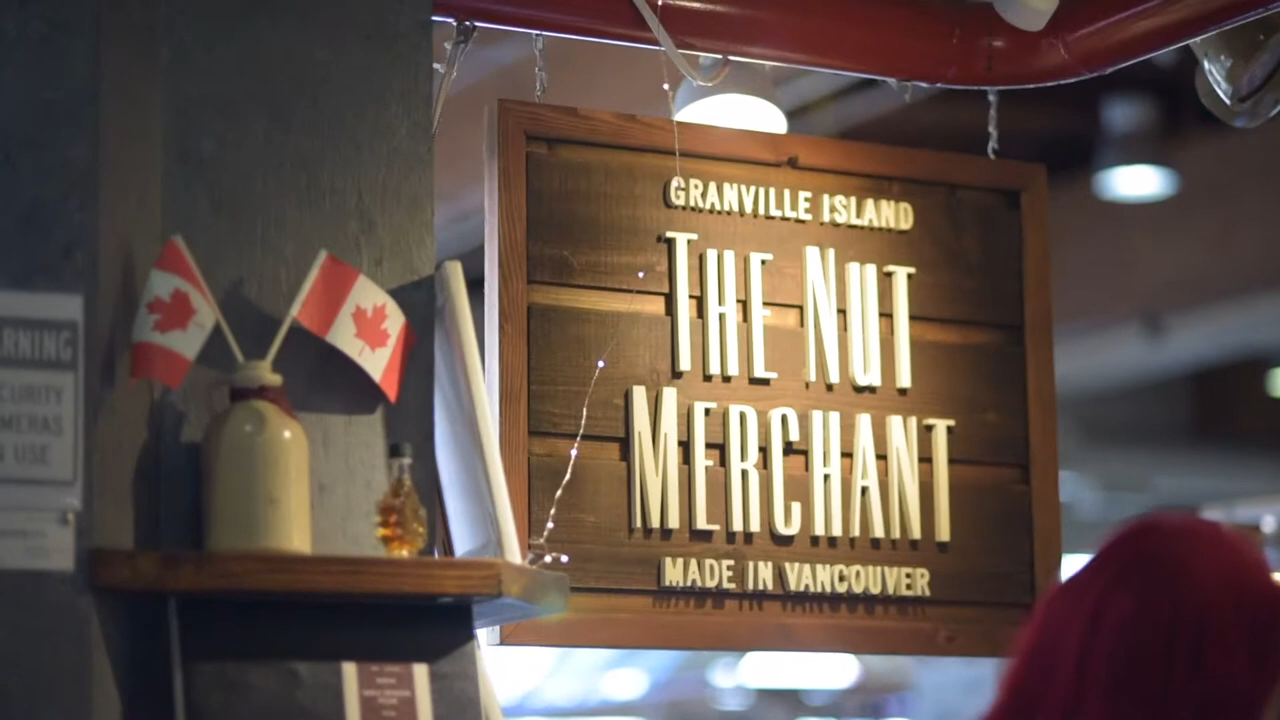 GRANVILLE ISLAND
THE NUT
MERCHANT
MADE IN VANCOUVER
RNING
CURITY
MERAS
USE